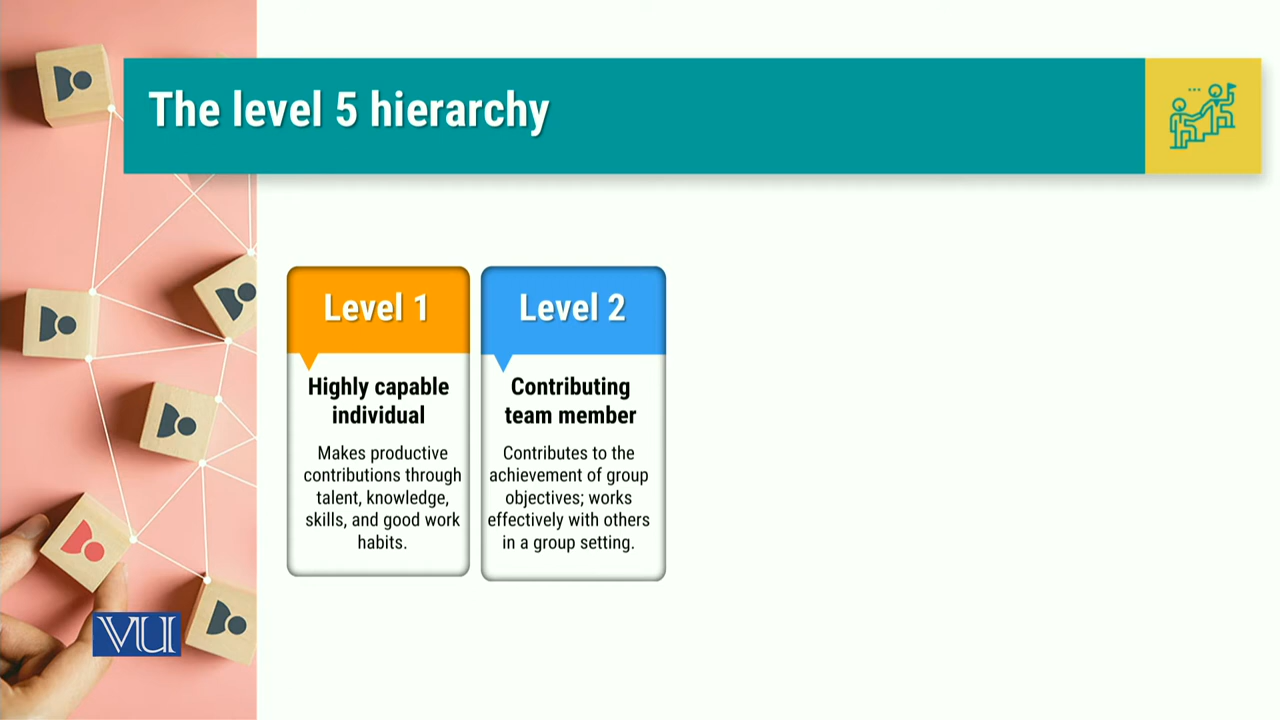 The level 5 hierarchy
Level 1
Highly capable
individual
Makes productive
contributions through
talent, knowledge,
skills, and good work
habits.
Level 2
Contributing
team member
Contributes to the
achievement of group
objectives; works
effectively with others
in a group setting.
VU